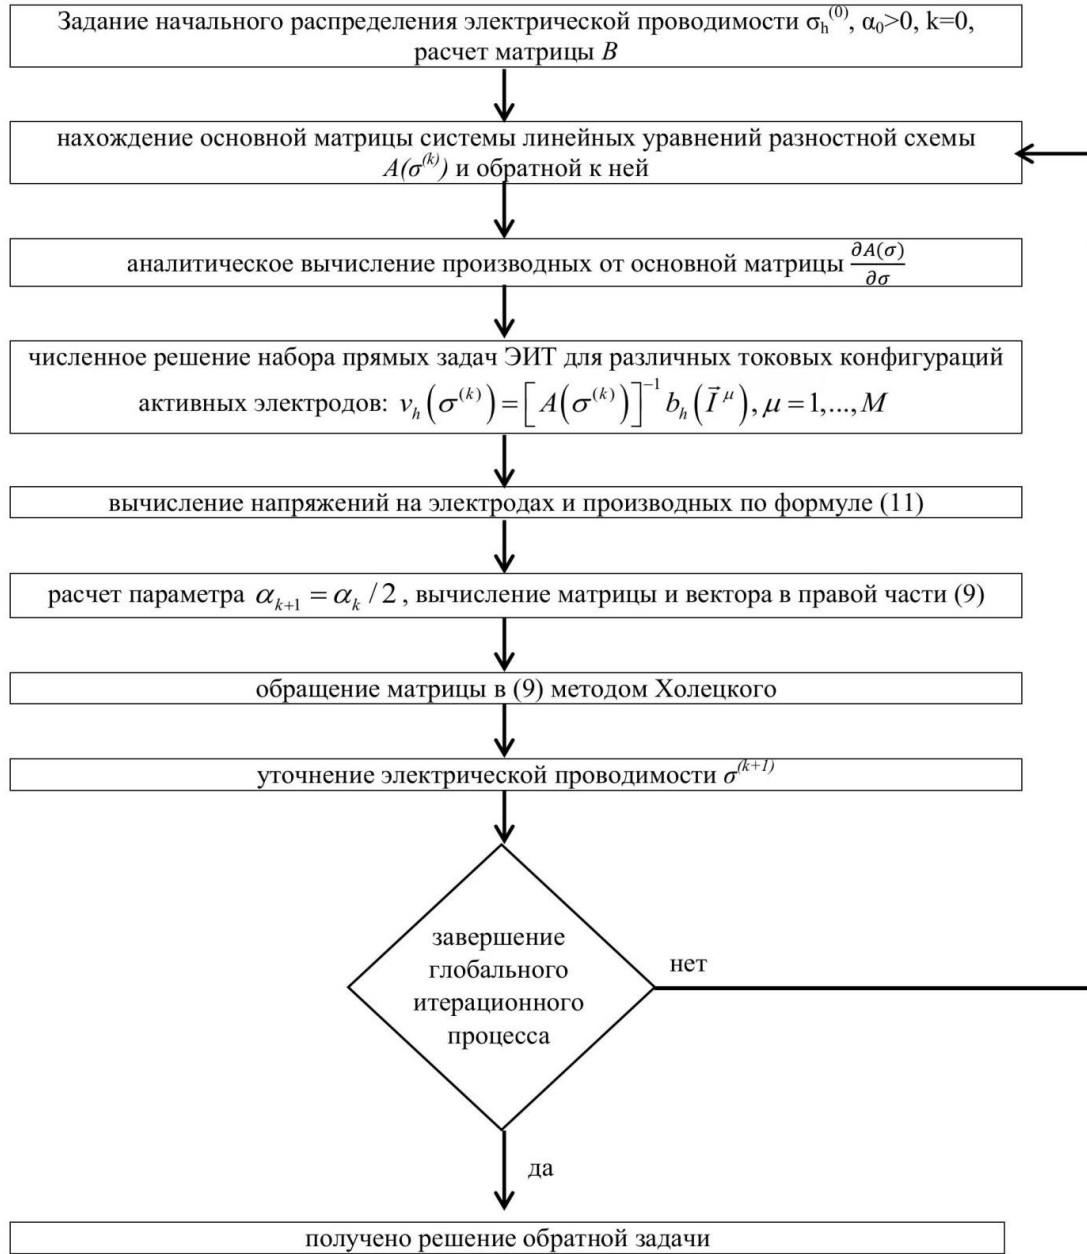 Задание начального распределения электрической проводимости σₕ⁽⁰⁾, α₀>0, k=0,
расчет матрицы B
нахождение основной матрицы системы линейных уравнений разностной схемы
A(σ⁽ᵏ⁾) и обратной к ней
аналитическое вычисление производных от основной матрицы ∂A(σ)/∂σ
численное решение набора прямых задач ЭИТ для различных токовых конфигураций
активных электродов: vₕ(σ⁽ᵏ⁾) = [A(σ⁽ᵏ⁾)]⁻¹ bₕ(I⃗ᵘ), μ = 1,..., M
вычисление напряжений на электродах и производных по формуле (11)
расчет параметра αₖ₊₁ = αₖ / 2 , вычисление матрицы и вектора в правой части (9)
обращение матрицы в (9) методом Холецкого
уточнение электрической проводимости σ⁽ᵏ⁺¹⁾
завершение
глобального
итерационного
процесса
нет
да
получено решение обратной задачи